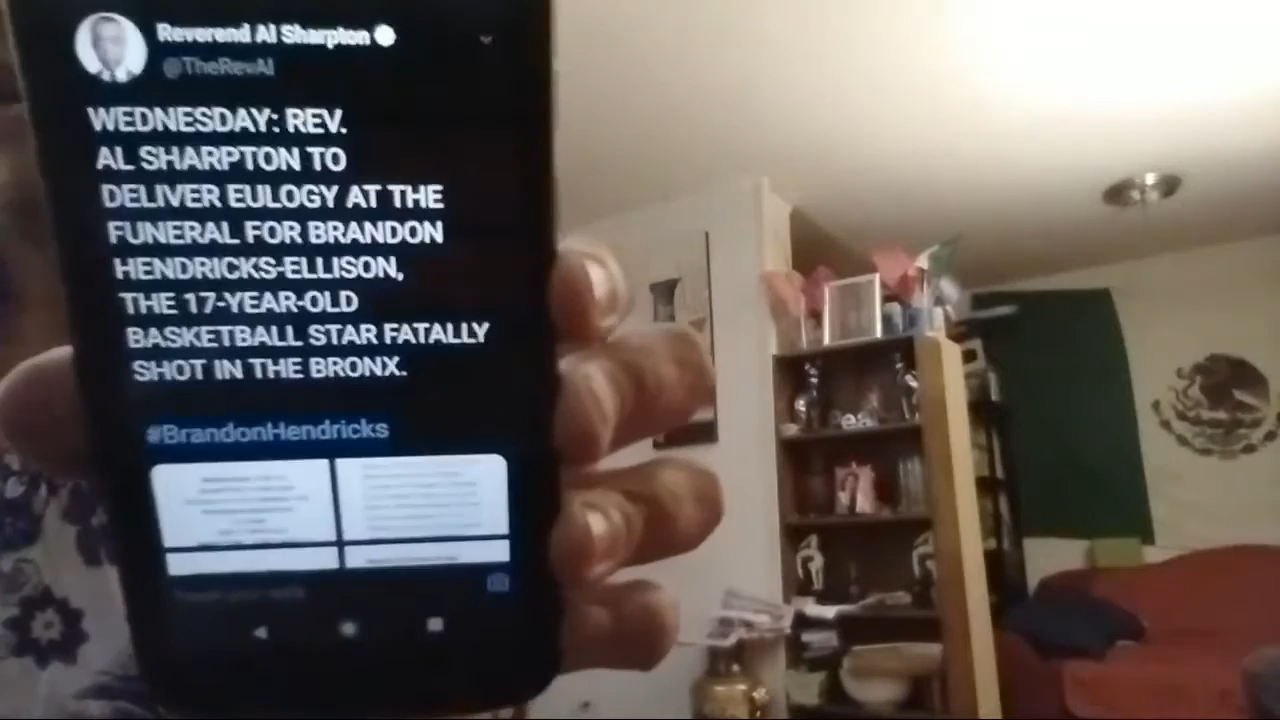 Reverend Al Sharpton
@TheRevAl
WEDNESDAY: REV.
AL SHARPTON TO
DELIVER EULOGY AT THE
FUNERAL FOR BRANDON
HENDRICKS-ELLISON,
THE 17-YEAR-OLD
BASKETBALL STAR FATALLY
SHOT IN THE BRONX.
#BrandonHendricks